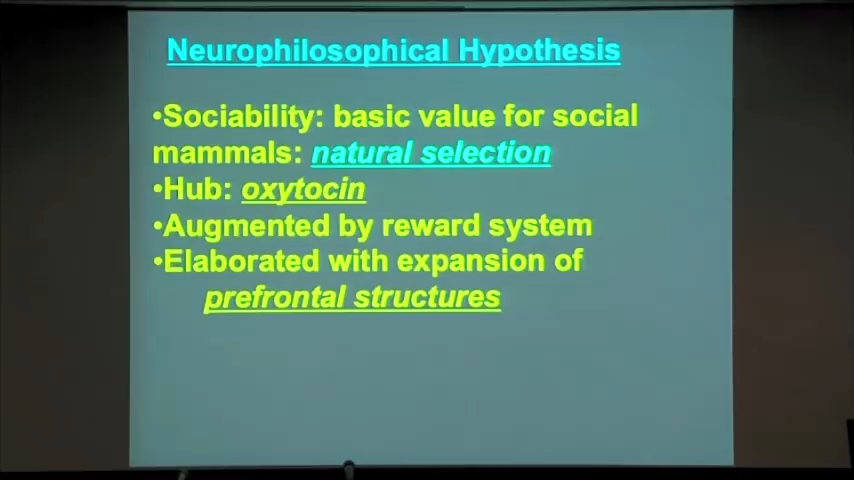 Neurophilosophical Hypothesis
•Sociability: basic value for social
mammals: natural selection
•Hub: oxytocin
•Augmented by reward system
•Elaborated with expansion of
prefrontal structures